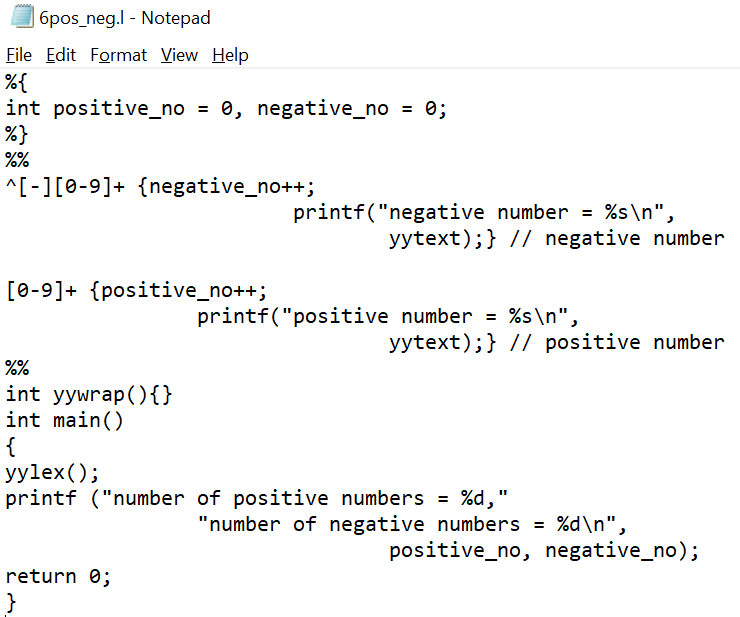 6pos_neg.l - Notepad
File Edit Format View Help
%{
int positive_no = 0, negative_no = 0;
%}
%%
^[-][0-9]+ {negative_no++;
printf("negative number = %s\n",
yytext);} // negative number
[0-9]+ {positive_no++;
printf("positive number = %s\n",
yytext);} // positive number
%%
int yywrap(){}
int main()
{
yylex();
printf ("number of positive numbers = %d,"
"number of negative numbers = %d\n",
positive_no, negative_no);
return 0;
}